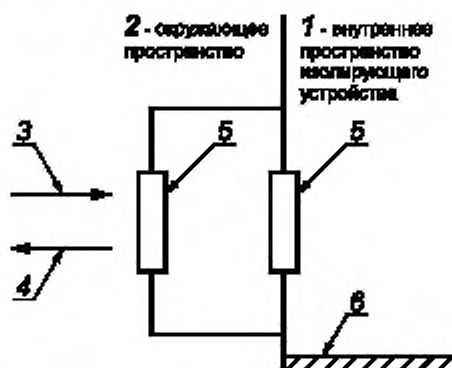 2 - окружающее
пространство
1 - внутреннее
пространство
изолирующего
устройства
3
5
5
4
6